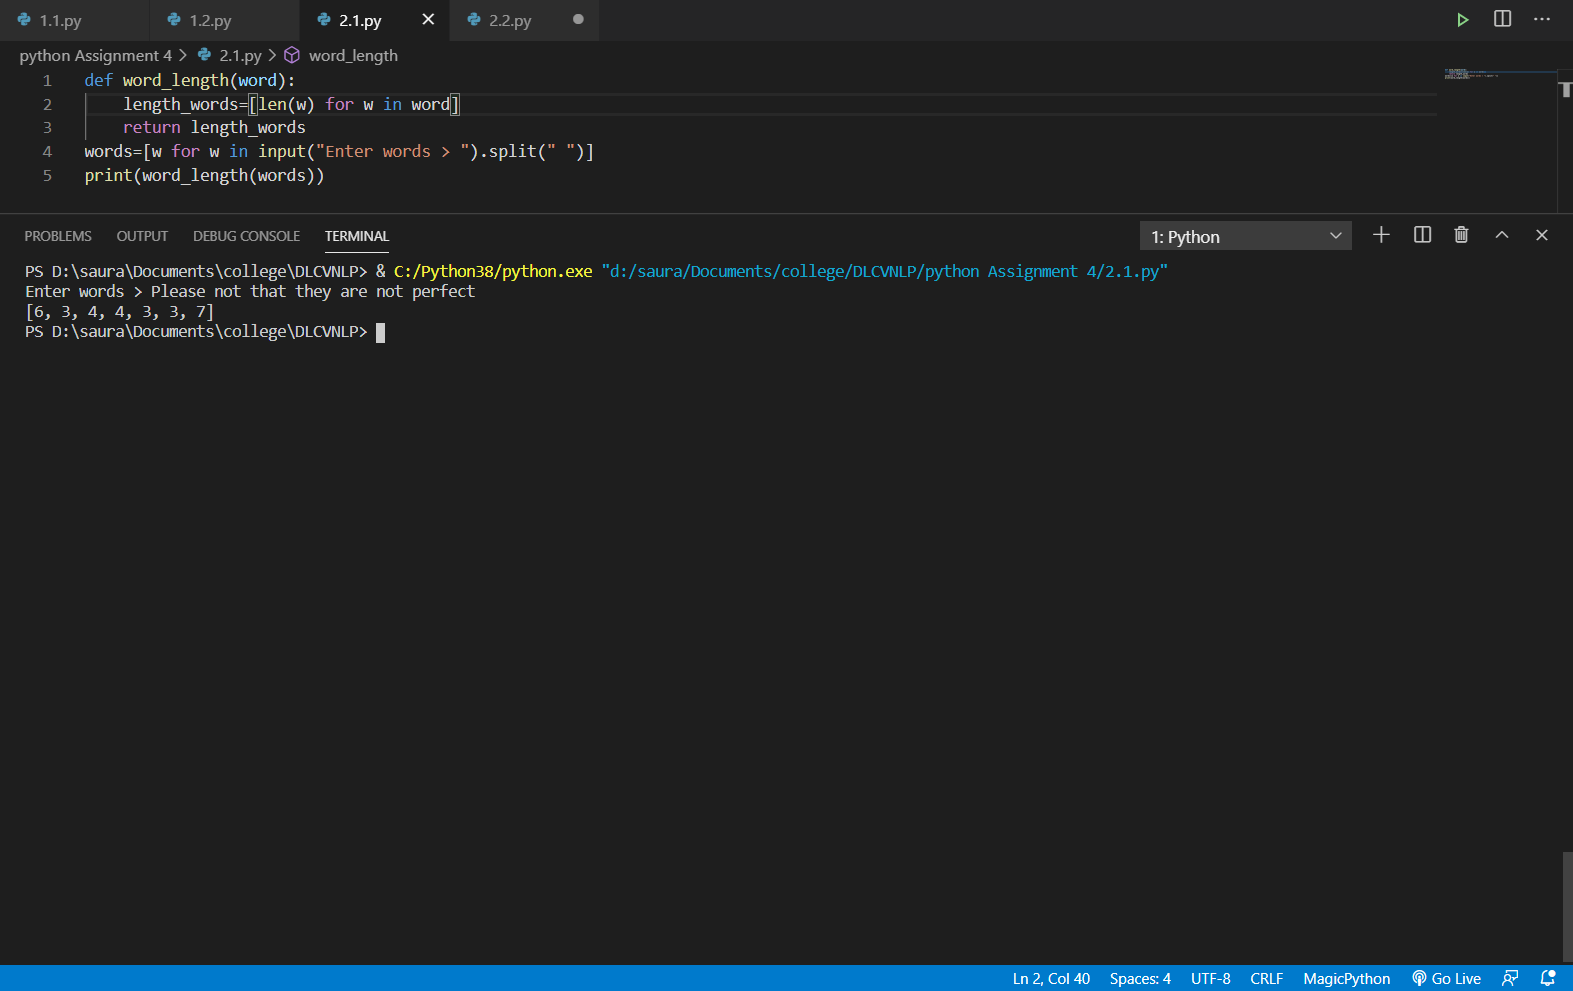 1.1.py 1.2.py 2.1.py 2.2.py
python Assignment 4 > 2.1.py > word_length
1 def word_length(word):
2     length_words=[len(w) for w in word]
3     return length_words
4 words=[w for w in input("Enter words > ").split(" ")]
5 print(word_length(words))
PROBLEMS OUTPUT DEBUG CONSOLE TERMINAL 1: Python
PS D:\saura\Documents\college\DLCVNLP> & C:/Python38/python.exe "d:/saura/Documents/college/DLCVNLP/python Assignment 4/2.1.py"
Enter words > Please not that they are not perfect
[6, 3, 4, 4, 3, 3, 7]
PS D:\saura\Documents\college\DLCVNLP>
Ln 2, Col 40 Spaces: 4 UTF-8 CRLF MagicPython Go Live